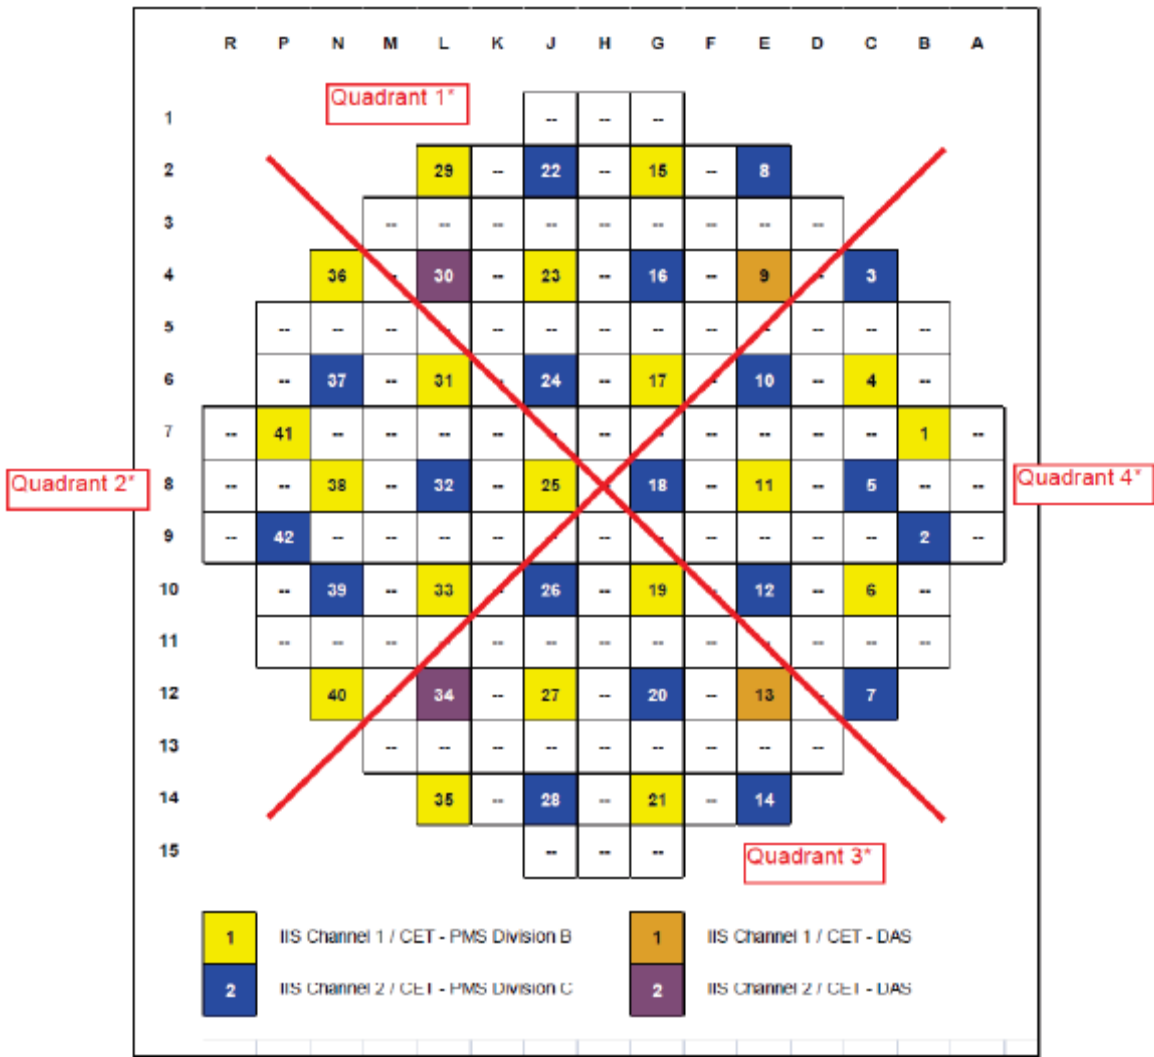 R P N M L K J H G F E D C B A
Quadrant 1*
1 -- -- --
2 29 -- 22 -- 15 -- 8
3 -- -- -- -- -- -- -- -- --
4 36 -- 30 -- 23 -- 16 -- 9 -- 3
5 -- -- -- -- -- -- -- -- -- -- -- -- --
6 -- 37 -- 31 -- 24 -- 17 -- 10 -- 4 --
7 -- 41 -- -- -- -- -- -- -- -- -- -- -- 1 --
Quadrant 2* 8 -- -- 38 -- 32 -- 25 -- 18 -- 11 -- 5 -- -- Quadrant 4*
9 -- 42 -- -- -- -- -- -- -- -- -- -- -- 2 --
10 -- 39 -- 33 -- 26 -- 19 -- 12 -- 6 --
11 -- -- -- -- -- -- -- -- -- -- -- -- --
12 40 -- 34 -- 27 -- 20 -- 13 -- 7
13 -- -- -- -- -- -- -- -- --
14 35 -- 28 -- 21 -- 14
15 -- -- --
Quadrant 3*
1 IIS Channel 1 / CET - PMS Division B 1 IIS Channel 1 / CET - DAS
2 IIS Channel 2 / CET - PMS Division C 2 IIS Channel 2 / CET - DAS